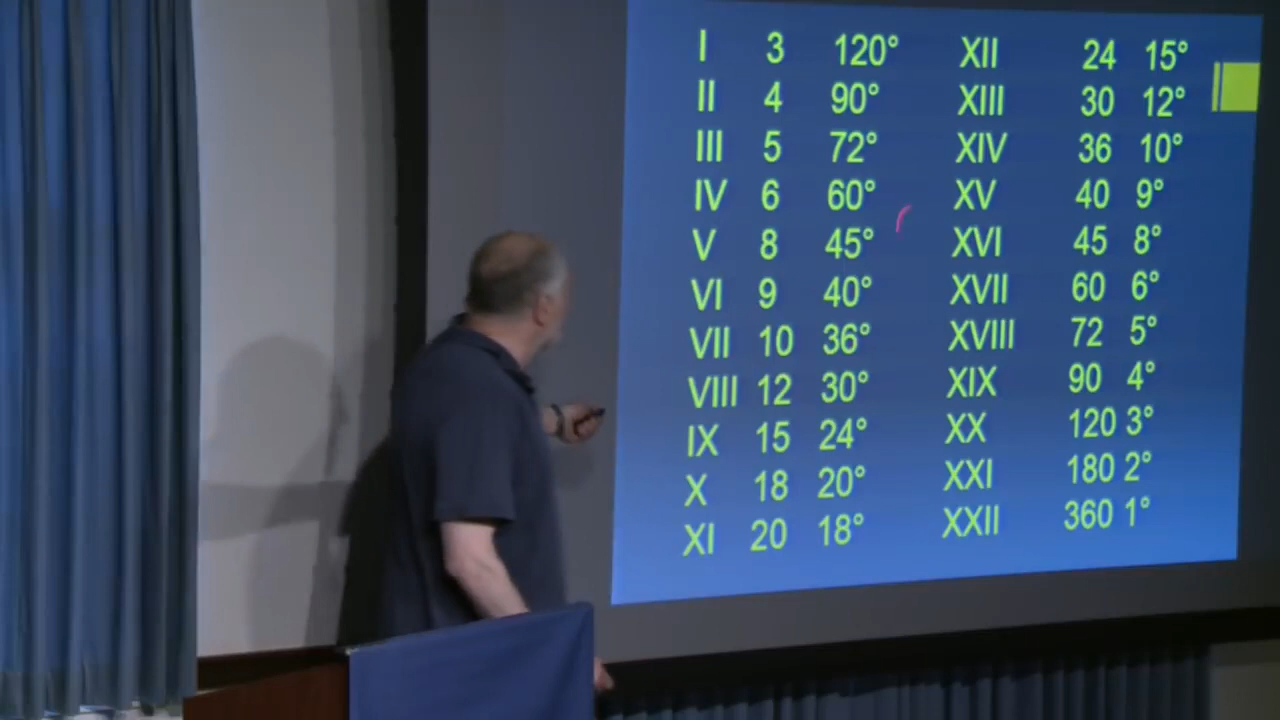 I 3 120° XII 24 15°
II 4 90° XIII 30 12°
III 5 72° XIV 36 10°
IV 6 60° XV 40 9°
V 8 45° XVI 45 8°
VI 9 40° XVII 60 6°
VII 10 36° XVIII 72 5°
VIII 12 30° XIX 90 4°
IX 15 24° XX 120 3°
X 18 20° XXI 180 2°
XI 20 18° XXII 360 1°